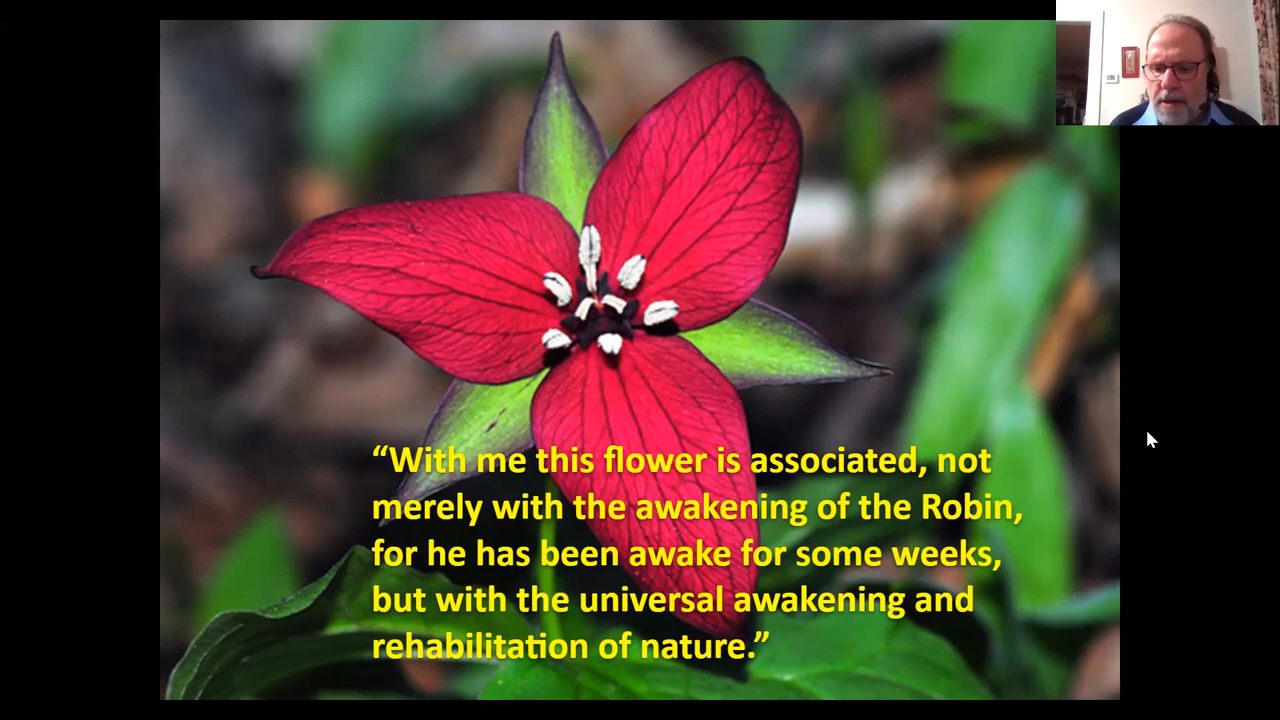 “With me this flower is associated, not
merely with the awakening of the Robin,
for he has been awake for some weeks,
but with the universal awakening and
rehabilitation of nature.”